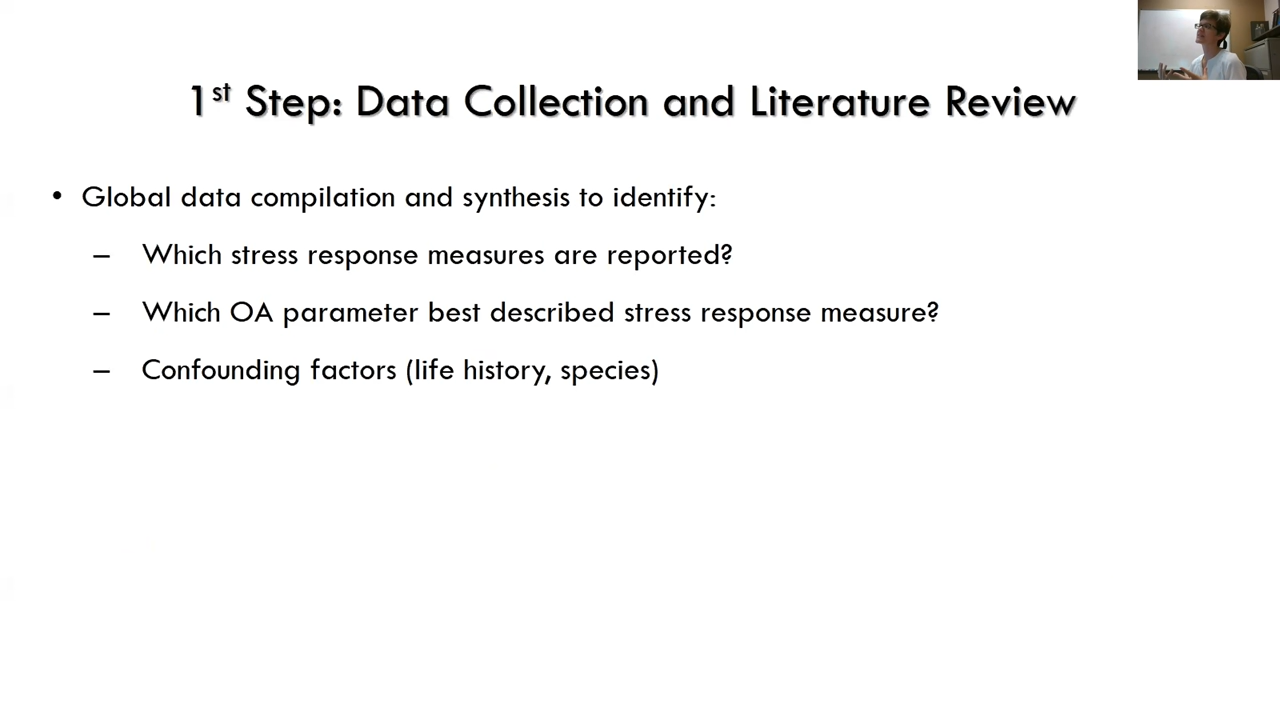 1st Step: Data Collection and Literature Review
• Global data compilation and synthesis to identify:
– Which stress response measures are reported?
– Which OA parameter best described stress response measure?
– Confounding factors (life history, species)